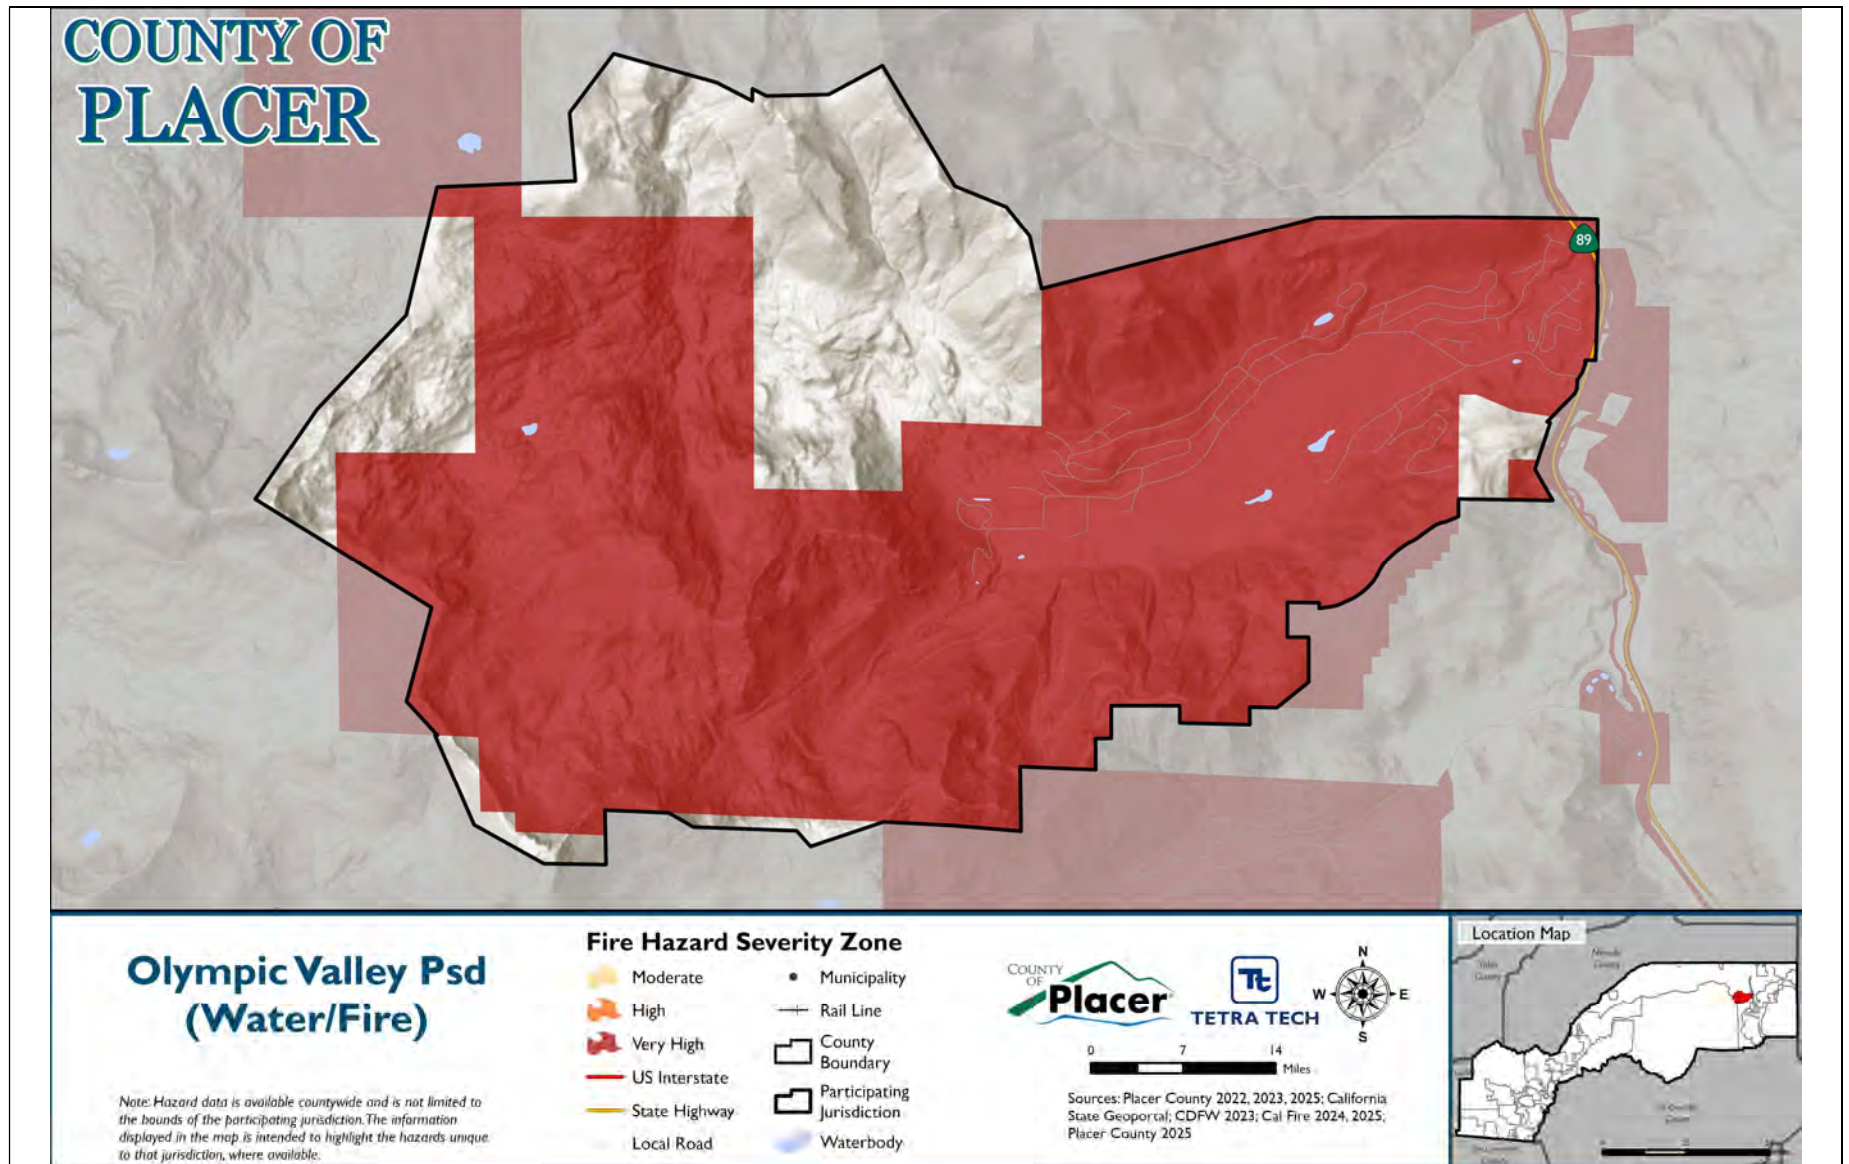 COUNTY OF
PLACER
89
Olympic Valley Psd
(Water/Fire)
Note: Hazard data is available countywide and is not limited to
the bounds of the participating jurisdiction. The information
displayed in the map is intended to highlight the hazards unique
to that jurisdiction, where available.
Fire Hazard Severity Zone
Moderate
High
Very High
US Interstate
State Highway
Local Road
Municipality
Rail Line
County
Boundary
Participating
Jurisdiction
Waterbody
COUNTY
OF
Placer
Tt
TETRA TECH
N
W E
S
0 7 14
Miles
Sources: Placer County 2022, 2023, 2025; California
State Geoportal; CDFW 2023; Cal Fire 2024, 2025;
Placer County 2025
Location Map
Nevada
County
County